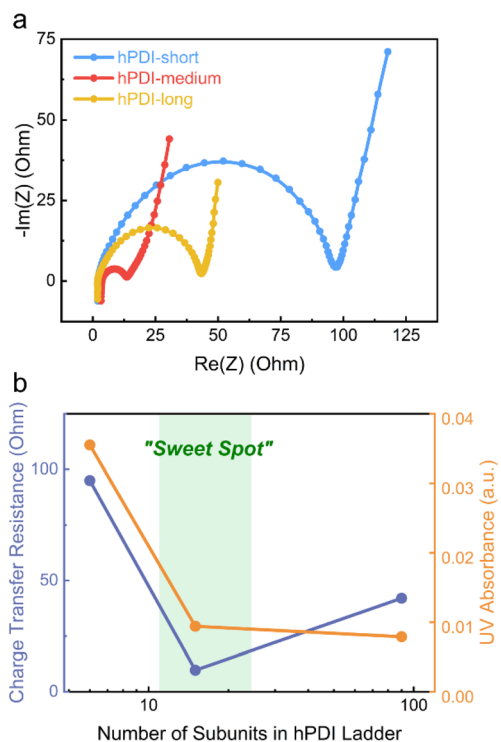 a
75
50
25
0
-Im(Z) (Ohm)
hPDI-short
hPDI-medium
hPDI-long
0 25 50 75 100 125
Re(Z) (Ohm)
b
Charge Transfer Resistance (Ohm)
100
50
0
"Sweet Spot"
0.04
0.03
0.02
0.01
0.00
UV Absorbance (a.u.)
10 100
Number of Subunits in hPDI Ladder